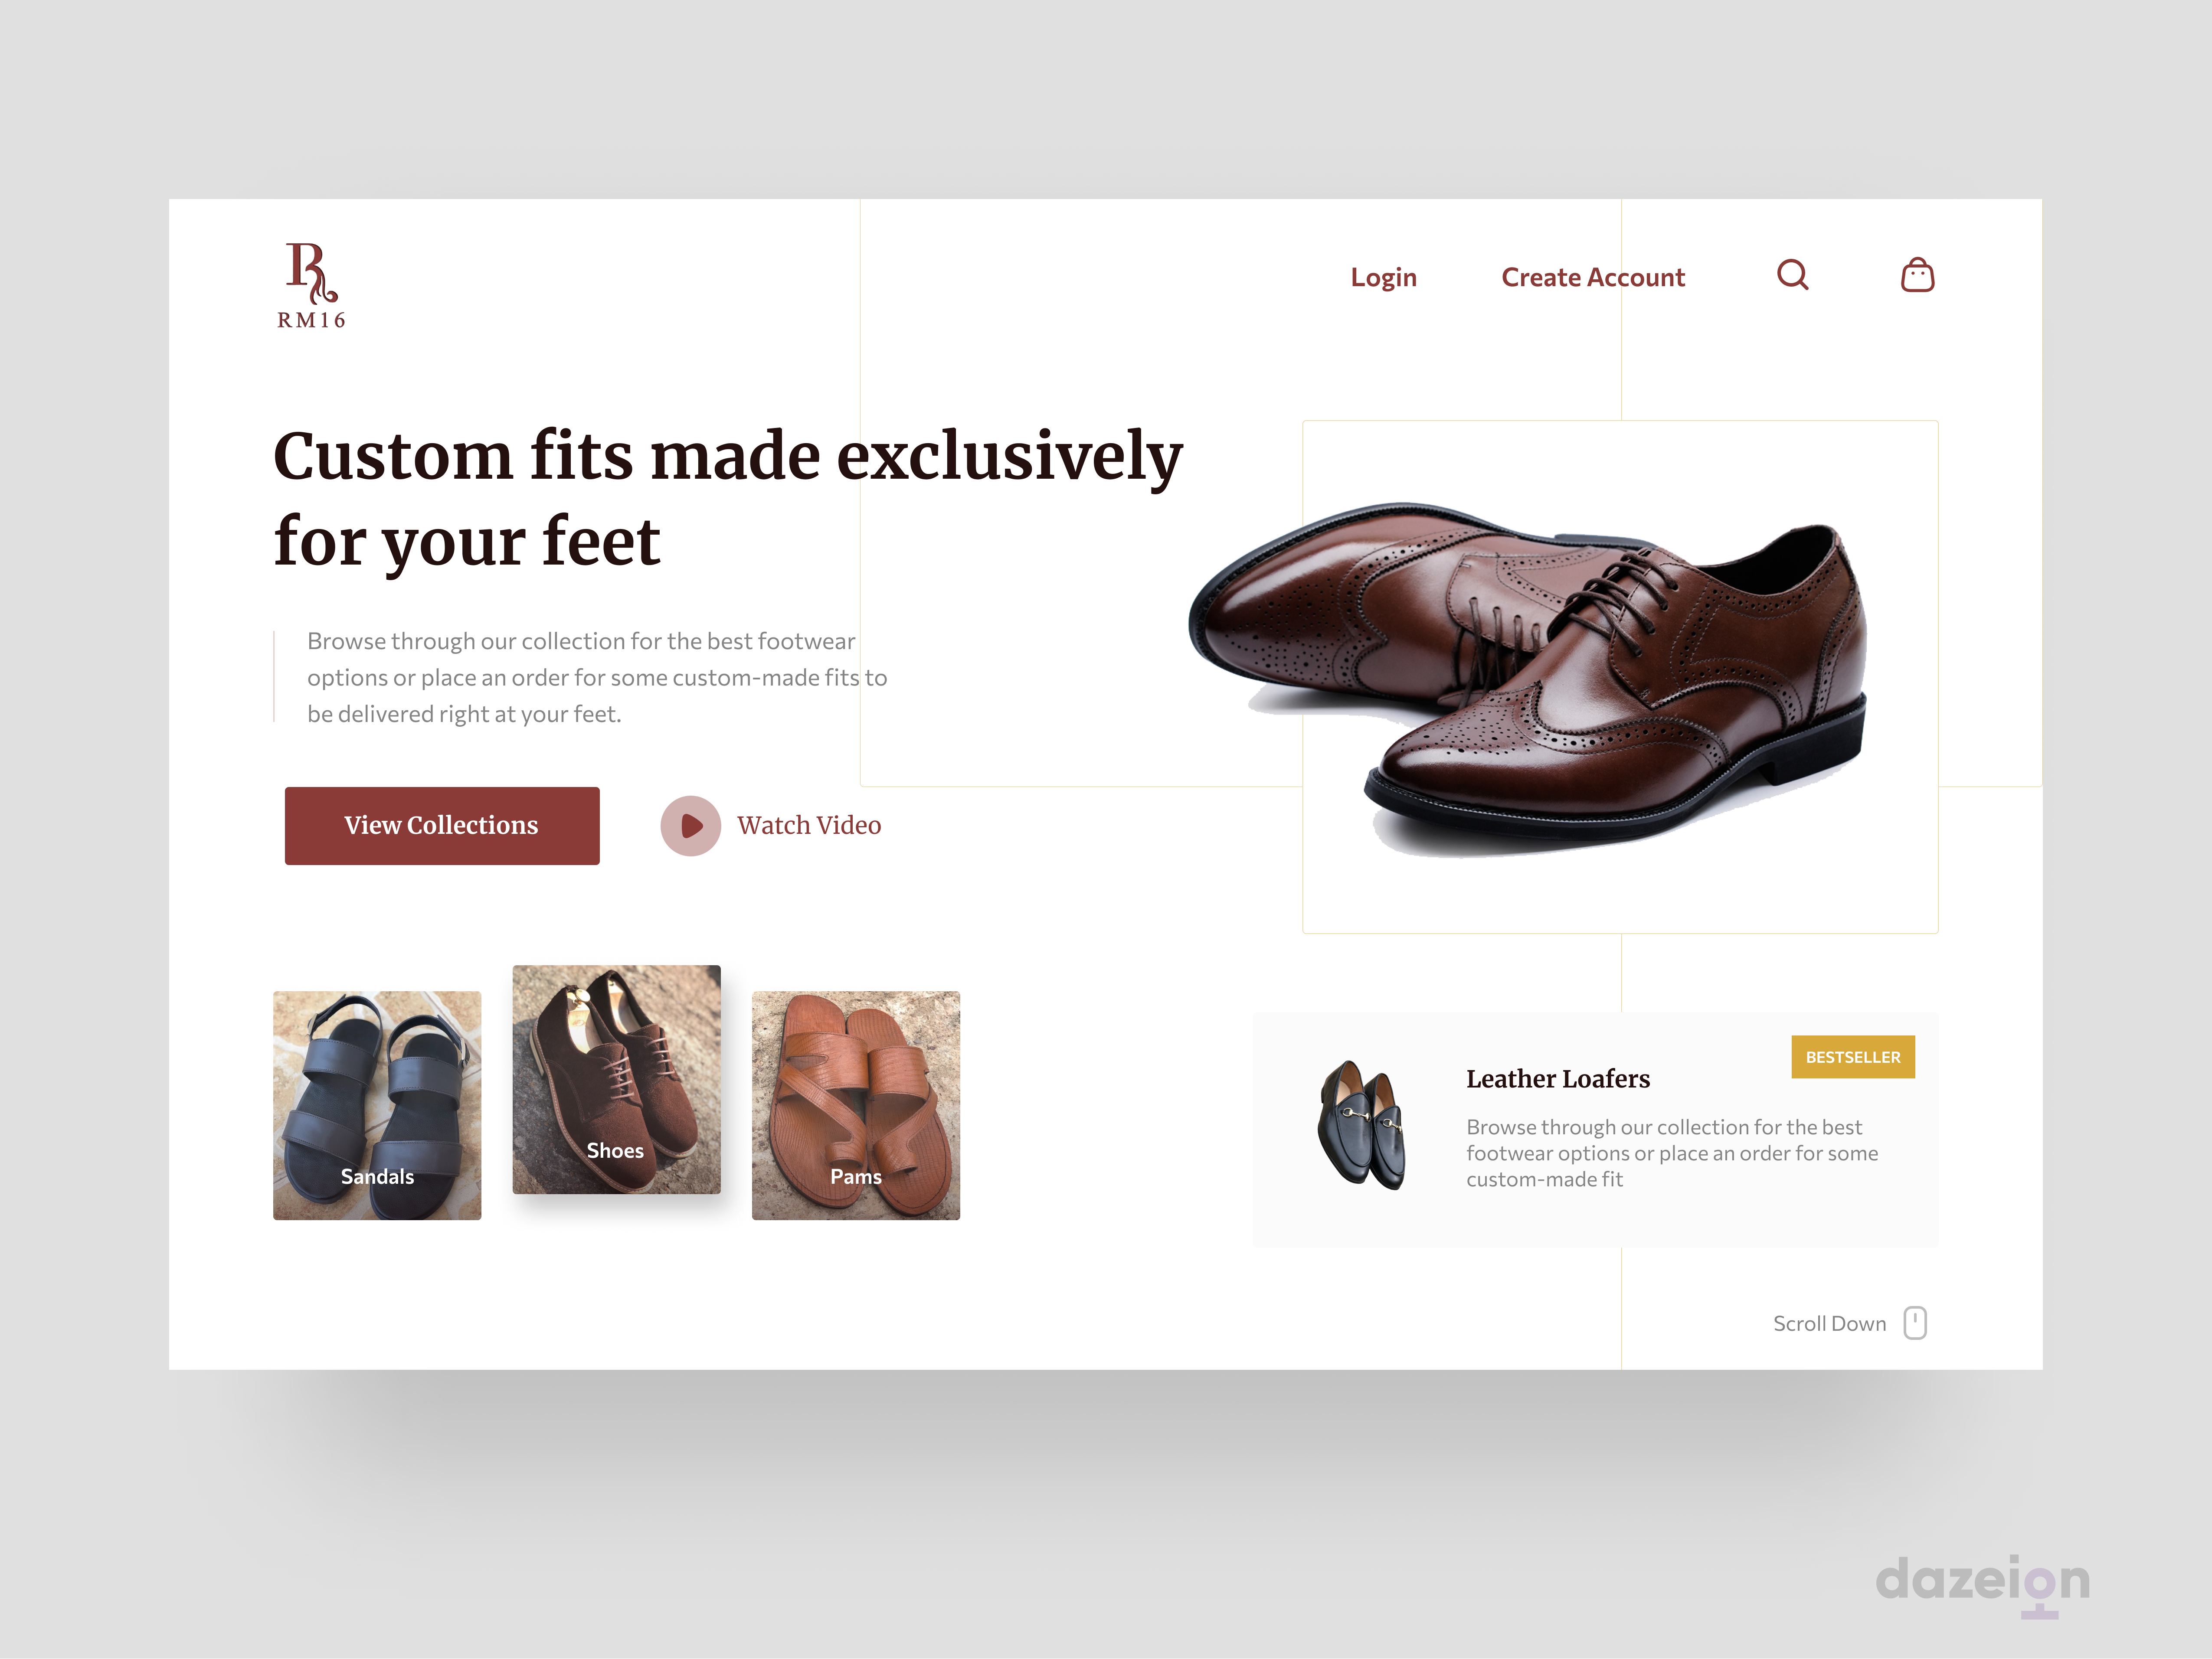 RM16
Login
Create Account
Custom fits made exclusively
for your feet
Browse through our collection for the best footwear
options or place an order for some custom-made fits to
be delivered right at your feet.
View Collections
Watch Video
Sandals
Shoes
Pams
Leather Loafers
BESTSELLER
Browse through our collection for the best
footwear options or place an order for some
custom-made fit
Scroll Down
dazeion